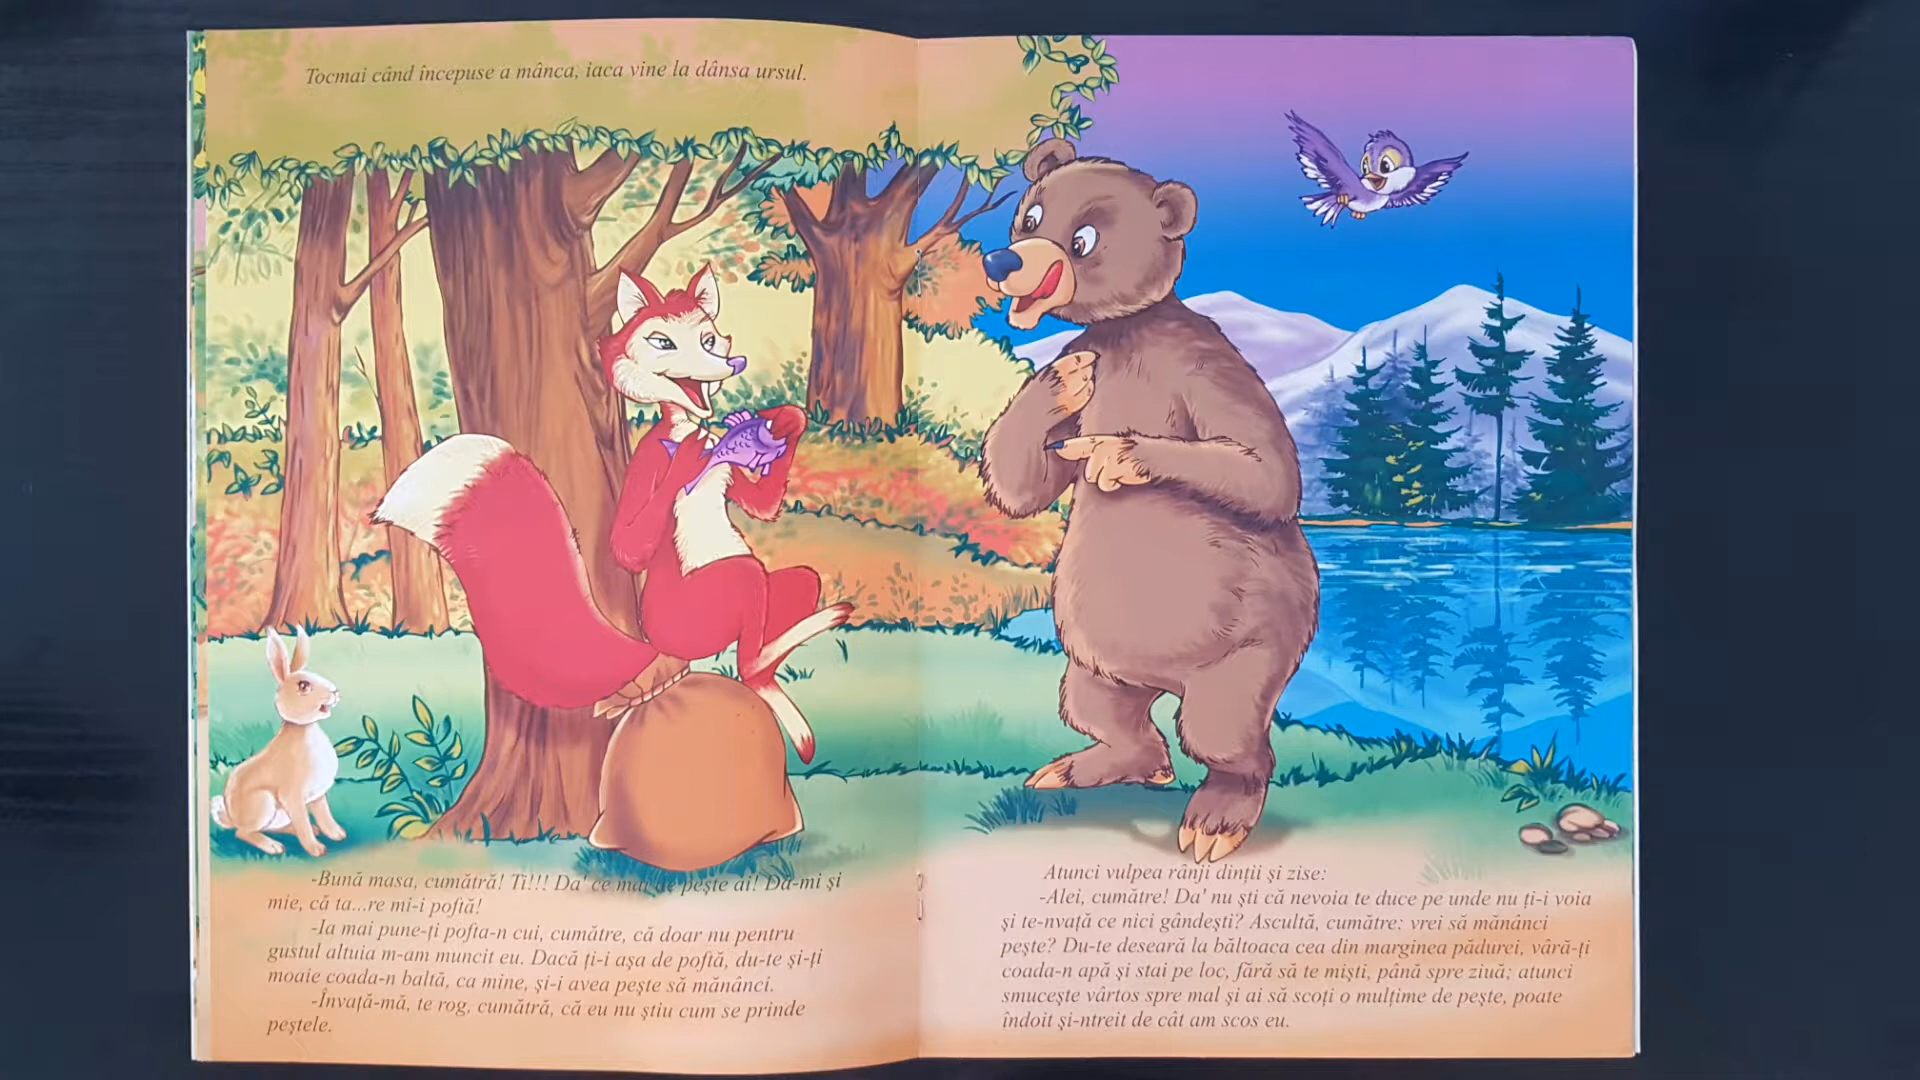 Tocmai când începuse a mânca, iaca vine la dânsa ursul.
-Bună masa, cumătră! Ti!!! Da' ce mai de pește ai! Dă-mi și
mie, că ta...re mi-i poftă!
-Ia mai pune-ți pofta-n cui, cumătre, că doar nu pentru
gustul altuia m-am muncit eu. Dacă ți-i așa de poftă, du-te și-ți
moaie coada-n baltă, ca mine, și-i avea pește să mănânci.
-Învață-mă, te rog, cumătră, că eu nu știu cum se prinde
peștele.
Atunci vulpea rânji dinții și zise:
-Alei, cumătre! Da' nu ști că nevoia te duce pe unde nu ți-i voia
și te-nvață ce nici gândești? Ascultă, cumătre: vrei să mănânci
pește? Du-te deseară la băltoaca cea din marginea pădurei, vâră-ți
coada-n apă și stai pe loc, fără să te miști, până spre ziuă; atunci
smucește vârtos spre mal și ai să scoți o mulțime de pește, poate
îndoit și-ntreit de cât am scos eu.